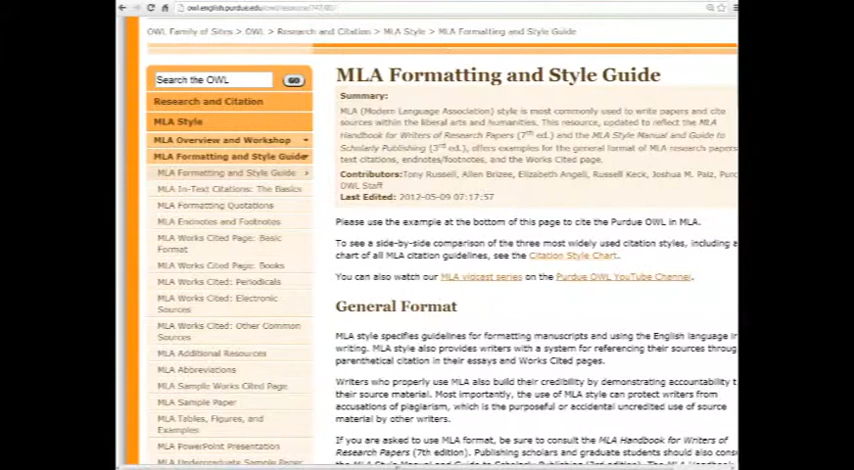 owl.english.purdue.edu/owl/resource/747/01/
OWL Family of Sites > OWL > Research and Citation > MLA Style > MLA Formatting and Style Guide
Search the OWL
GO
Research and Citation
MLA Style
MLA Overview and Workshop
MLA Formatting and Style Guide
MLA Formatting and Style Guide
MLA In-Text Citations: The Basics
MLA Formatting Quotations
MLA Endnotes and Footnotes
MLA Works Cited Page: Basic
Format
MLA Works Cited Page: Books
MLA Works Cited: Periodicals
MLA Works Cited: Electronic
Sources
MLA Works Cited: Other Common
Sources
MLA Additional Resources
MLA Abbreviations
MLA Sample Works Cited Page
MLA Sample Paper
MLA Tables, Figures, and
Examples
MLA PowerPoint Presentation
MLA Undergraduate Sample Paper
MLA Formatting and Style Guide
Summary:
MLA (Modern Language Association) style is most commonly used to write papers and cite
sources within the liberal arts and humanities. This resource, updated to reflect the MLA
Handbook for Writers of Research Papers (7th ed.) and the MLA Style Manual and Guide to
Scholarly Publishing (3rd ed.), offers examples for the general format of MLA research papers
text citations, endnotes/footnotes, and the Works Cited page.
Contributors:Tony Russell, Allen Brizee, Elizabeth Angeli, Russell Keck, Joshua M. Paiz, Purd
OWL Staff
Last Edited: 2012-05-09 07:17:57
Please use the example at the bottom of this page to cite the Purdue OWL in MLA.
To see a side-by-side comparison of the three most widely used citation styles, including a
chart of all MLA citation guidelines, see the Citation Style Chart.
You can also watch our MLA vidcast series on the Purdue OWL YouTube Channel.
General Format
MLA style specifies guidelines for formatting manuscripts and using the English language in
writing. MLA style also provides writers with a system for referencing their sources through
parenthetical citation in their essays and Works Cited pages.
Writers who properly use MLA also build their credibility by demonstrating accountability t
their source material. Most importantly, the use of MLA style can protect writers from
accusations of plagiarism, which is the purposeful or accidental uncredited use of source
material by other writers.
If you are asked to use MLA format, be sure to consult the MLA Handbook for Writers of
Research Papers (7th edition). Publishing scholars and graduate students should also cons
the MLA Style Manual and Guide to Scholarly Publishing (3rd edition). The MLA Handbook